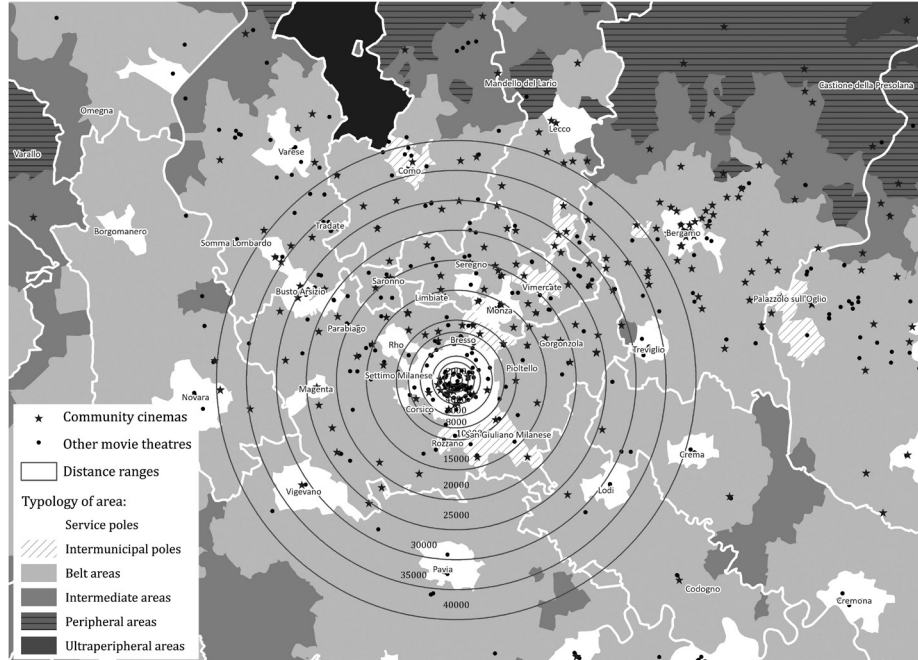 Mandello del Lario
Castione della Presolana
Omegna
Lecco
Varallo
Varese
Como
Borgomanero
Tradate
Bergamo
Somma Lombardo
Seregno
Saronno
Busto Arsizio
Vimercate
Palazzolo sull'Oglio
Limbiate
Monza
Parabiago
Rho
Bresso
Gorgonzola
Treviglio
Pioltello
Settimo Milanese
Magenta
Novara
Corsico
8000
San Giuliano Milanese
Rozzano
Crema
15000
20000
Vigevano
Lodi
25000
30000
Pavia
35000
Codogno
40000
Cremona
Community cinemas
Other movie theatres
Distance ranges
Typology of area:
Service poles
Intermunicipal poles
Belt areas
Intermediate areas
Peripheral areas
Ultraperipheral areas